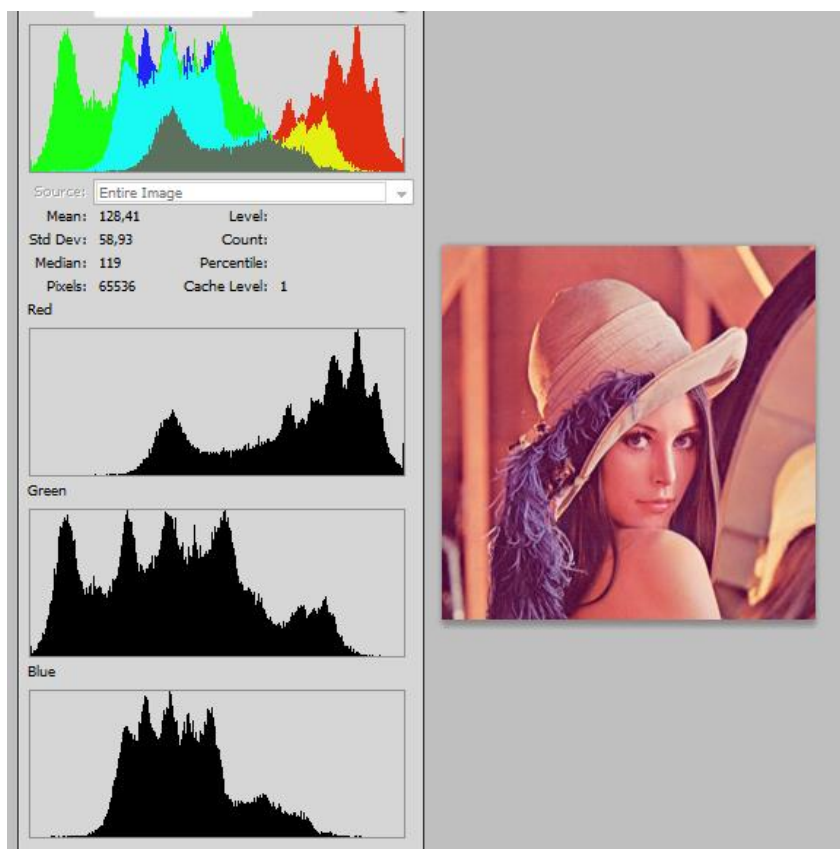 Source: Entire Image
Mean: 128,41 Level:
Std Dev: 58,93 Count:
Median: 119 Percentile:
Pixels: 65536 Cache Level: 1
Red
Green
Blue